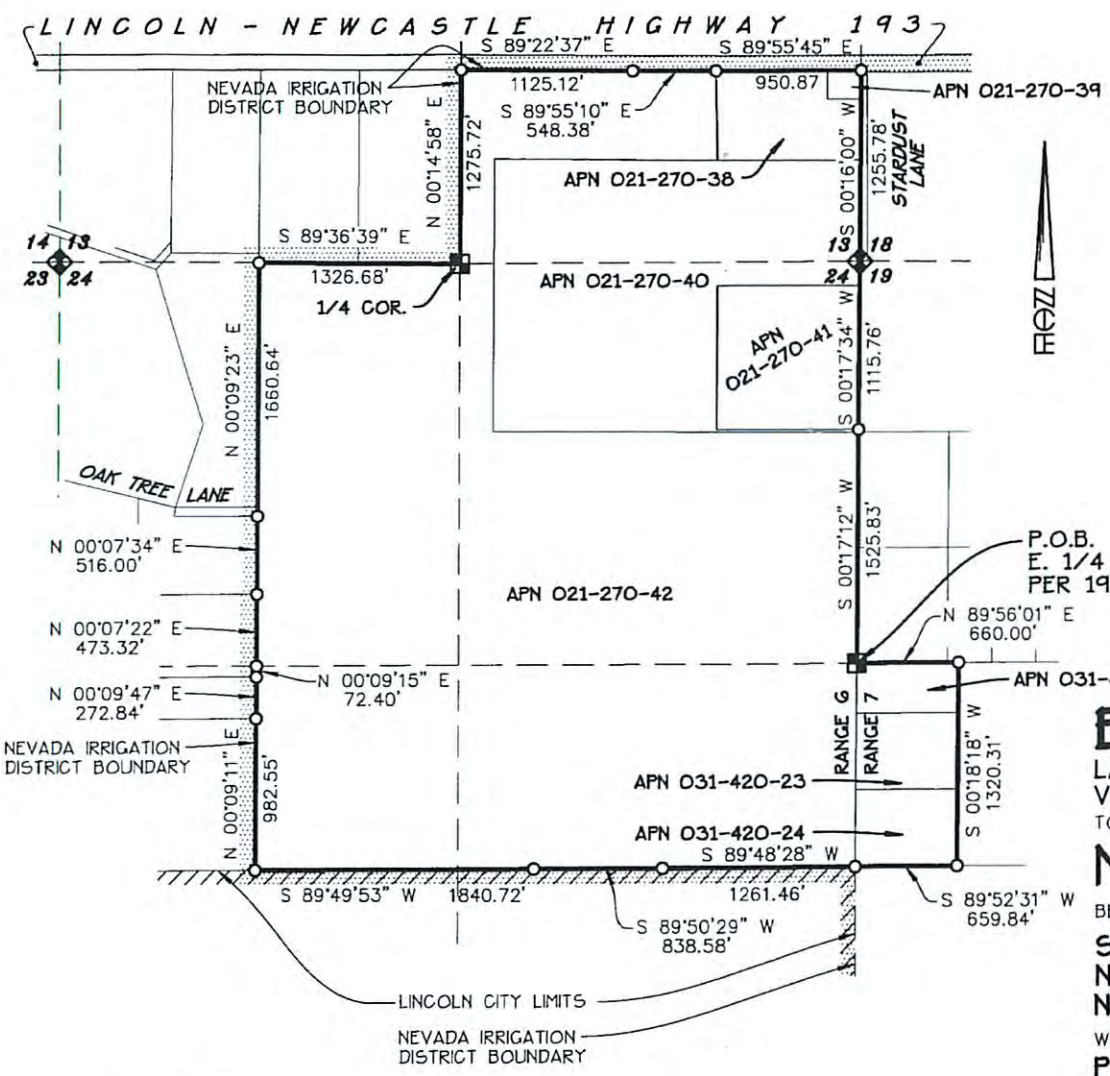 LINCOLN - NEWCASTLE HIGHWAY 193
S 89°22'37" E
S 89°55'45" E
NEVADA IRRIGATION
DISTRICT BOUNDARY
1125.12'
950.87
APN 021-270-39
S 89°55'10" E
548.38'
N 00°14'58" E
1275.72'
S 00°16'00" W
1255.78'
STARDUST
LANE
APN 021-270-38
S 89°36'39" E
14 13
23 24
13 18
24 19
1326.68'
1/4 COR.
APN 021-270-40
N 00°09'23" E
1660.64'
APN
021-270-41
S 00°17'34" W
1115.76'
OAK TREE LANE
N 00°07'34" E
516.00'
S 00°17'12" W
1525.83'
P.O.B.
E. 1/4
PER 19
APN 021-270-42
N 89°56'01" E
660.00'
N 00°07'22" E
473.32'
N 00°09'15" E
72.40'
APN 031-
N 00°09'47" E
272.84'
RANGE 6
RANGE 7
NEVADA IRRIGATION
DISTRICT BOUNDARY
N 00°09'11" E
982.55'
APN 031-420-23
S 00°18'18" W
1320.31'
APN 031-420-24
S 89°48'28" W
S 89°49'53" W 1840.72'
1261.46'
S 89°50'29" W
838.58'
S 89°52'31" W
659.84'
LINCOLN CITY LIMITS
NEVADA IRRIGATION
DISTRICT BOUNDARY
LA
V
TO
N
BE
S
N
N
W
P